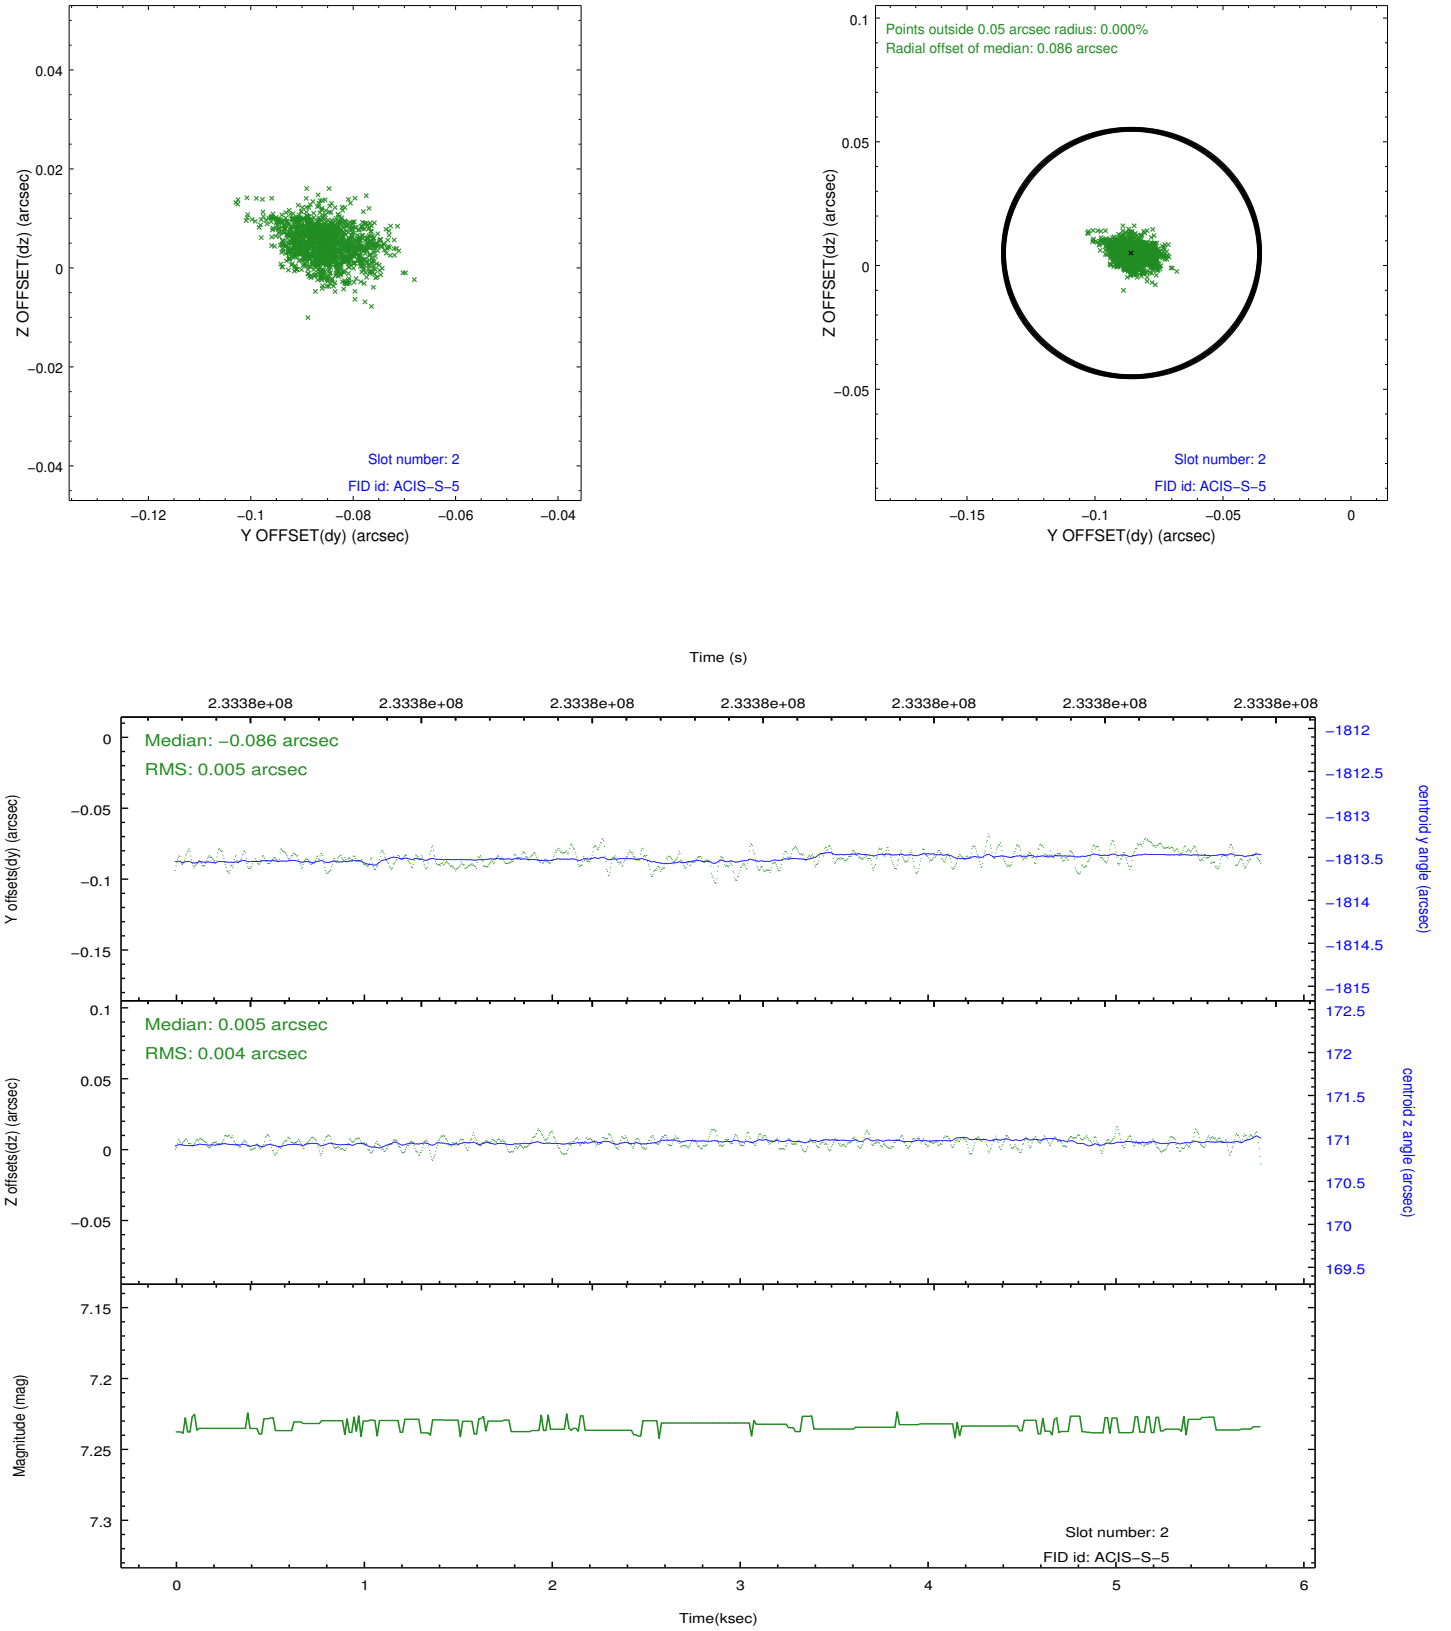 0.04
0.02
0
−0.02
−0.04
Z OFFSET(dz) (arcsec)
Slot number: 2
FID id: ACIS−S−5
−0.12 −0.1 −0.08 −0.06 −0.04
Y OFFSET(dy) (arcsec)
Points outside 0.05 arcsec radius: 0.000%
Radial offset of median: 0.086 arcsec
0.1
0.05
0
−0.05
Z OFFSET(dz) (arcsec)
Slot number: 2
FID id: ACIS−S−5
−0.15 −0.1 −0.05 0
Y OFFSET(dy) (arcsec)
Time (s)
2.3338e+08 2.3338e+08 2.3338e+08 2.3338e+08 2.3338e+08 2.3338e+08 2.3338e+08
Median: −0.086 arcsec
RMS: 0.005 arcsec
0
−0.05
−0.1
−0.15
Y offsets(dy) (arcsec)
−1812
−1812.5
−1813
−1813.5
−1814
−1814.5
−1815
centroid y angle (arcsec)
Median: 0.005 arcsec
RMS: 0.004 arcsec
0.1
0.05
0
−0.05
Z offsets(dz) (arcsec)
172.5
172
171.5
171
170.5
170
169.5
centroid z angle (arcsec)
7.15
7.2
7.25
7.3
Magnitude (mag)
Slot number: 2
FID id: ACIS−S−5
0 1 2 3 4 5 6
Time(ksec)